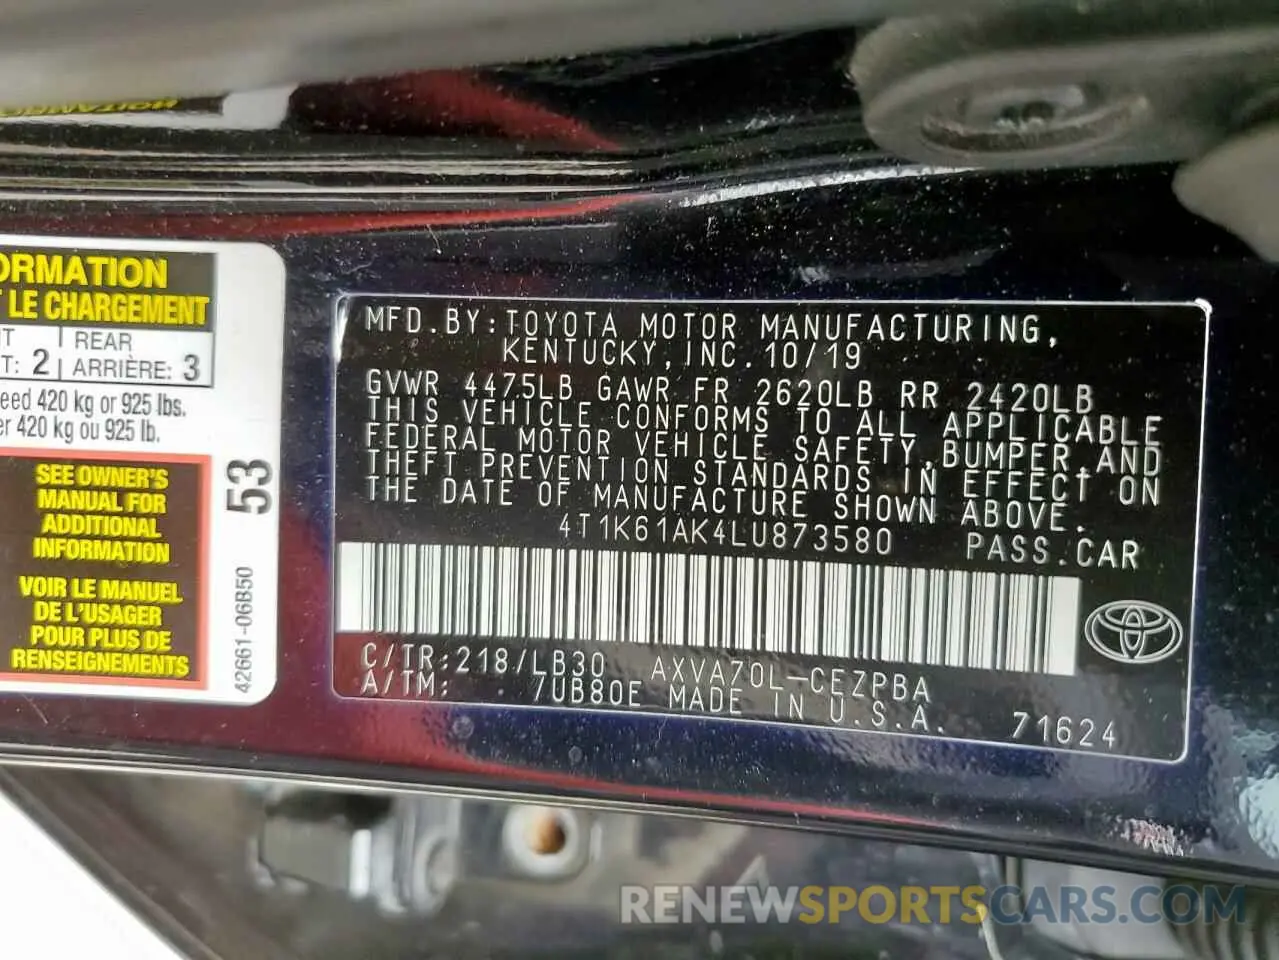 ORMATION
LE CHARGEMENT
REAR
T: 2 ARRIÈRE: 3
eed 420 kg or 925 lbs.
er 420 kg ou 925 lb.
SEE OWNER'S
MANUAL FOR
ADDITIONAL
INFORMATION
VOIR LE MANUEL
DE L'USAGER
POUR PLUS DE
RENSEIGNEMENTS
53
42661-06B50
MFD.BY:TOYOTA MOTOR MANUFACTURING,
KENTUCKY,INC.10/19
GVWR 4475LB GAWR FR 2620LB RR 2420LB
THIS VEHICLE CONFORMS TO ALL APPLICABLE
FEDERAL MOTOR VEHICLE SAFETY,BUMPER,AND
THEFT PREVENTION STANDARDS IN EFFECT ON
THE DATE OF MANUFACTURE SHOWN ABOVE.
4T1K61AK4LU873580 PASS.CAR
C/TR:218/LB30 AXVA70L-CEZPBA
A/TM: 7UB80E MADE IN U.S.A. 71624
RENEWSPORTSCARS.COM